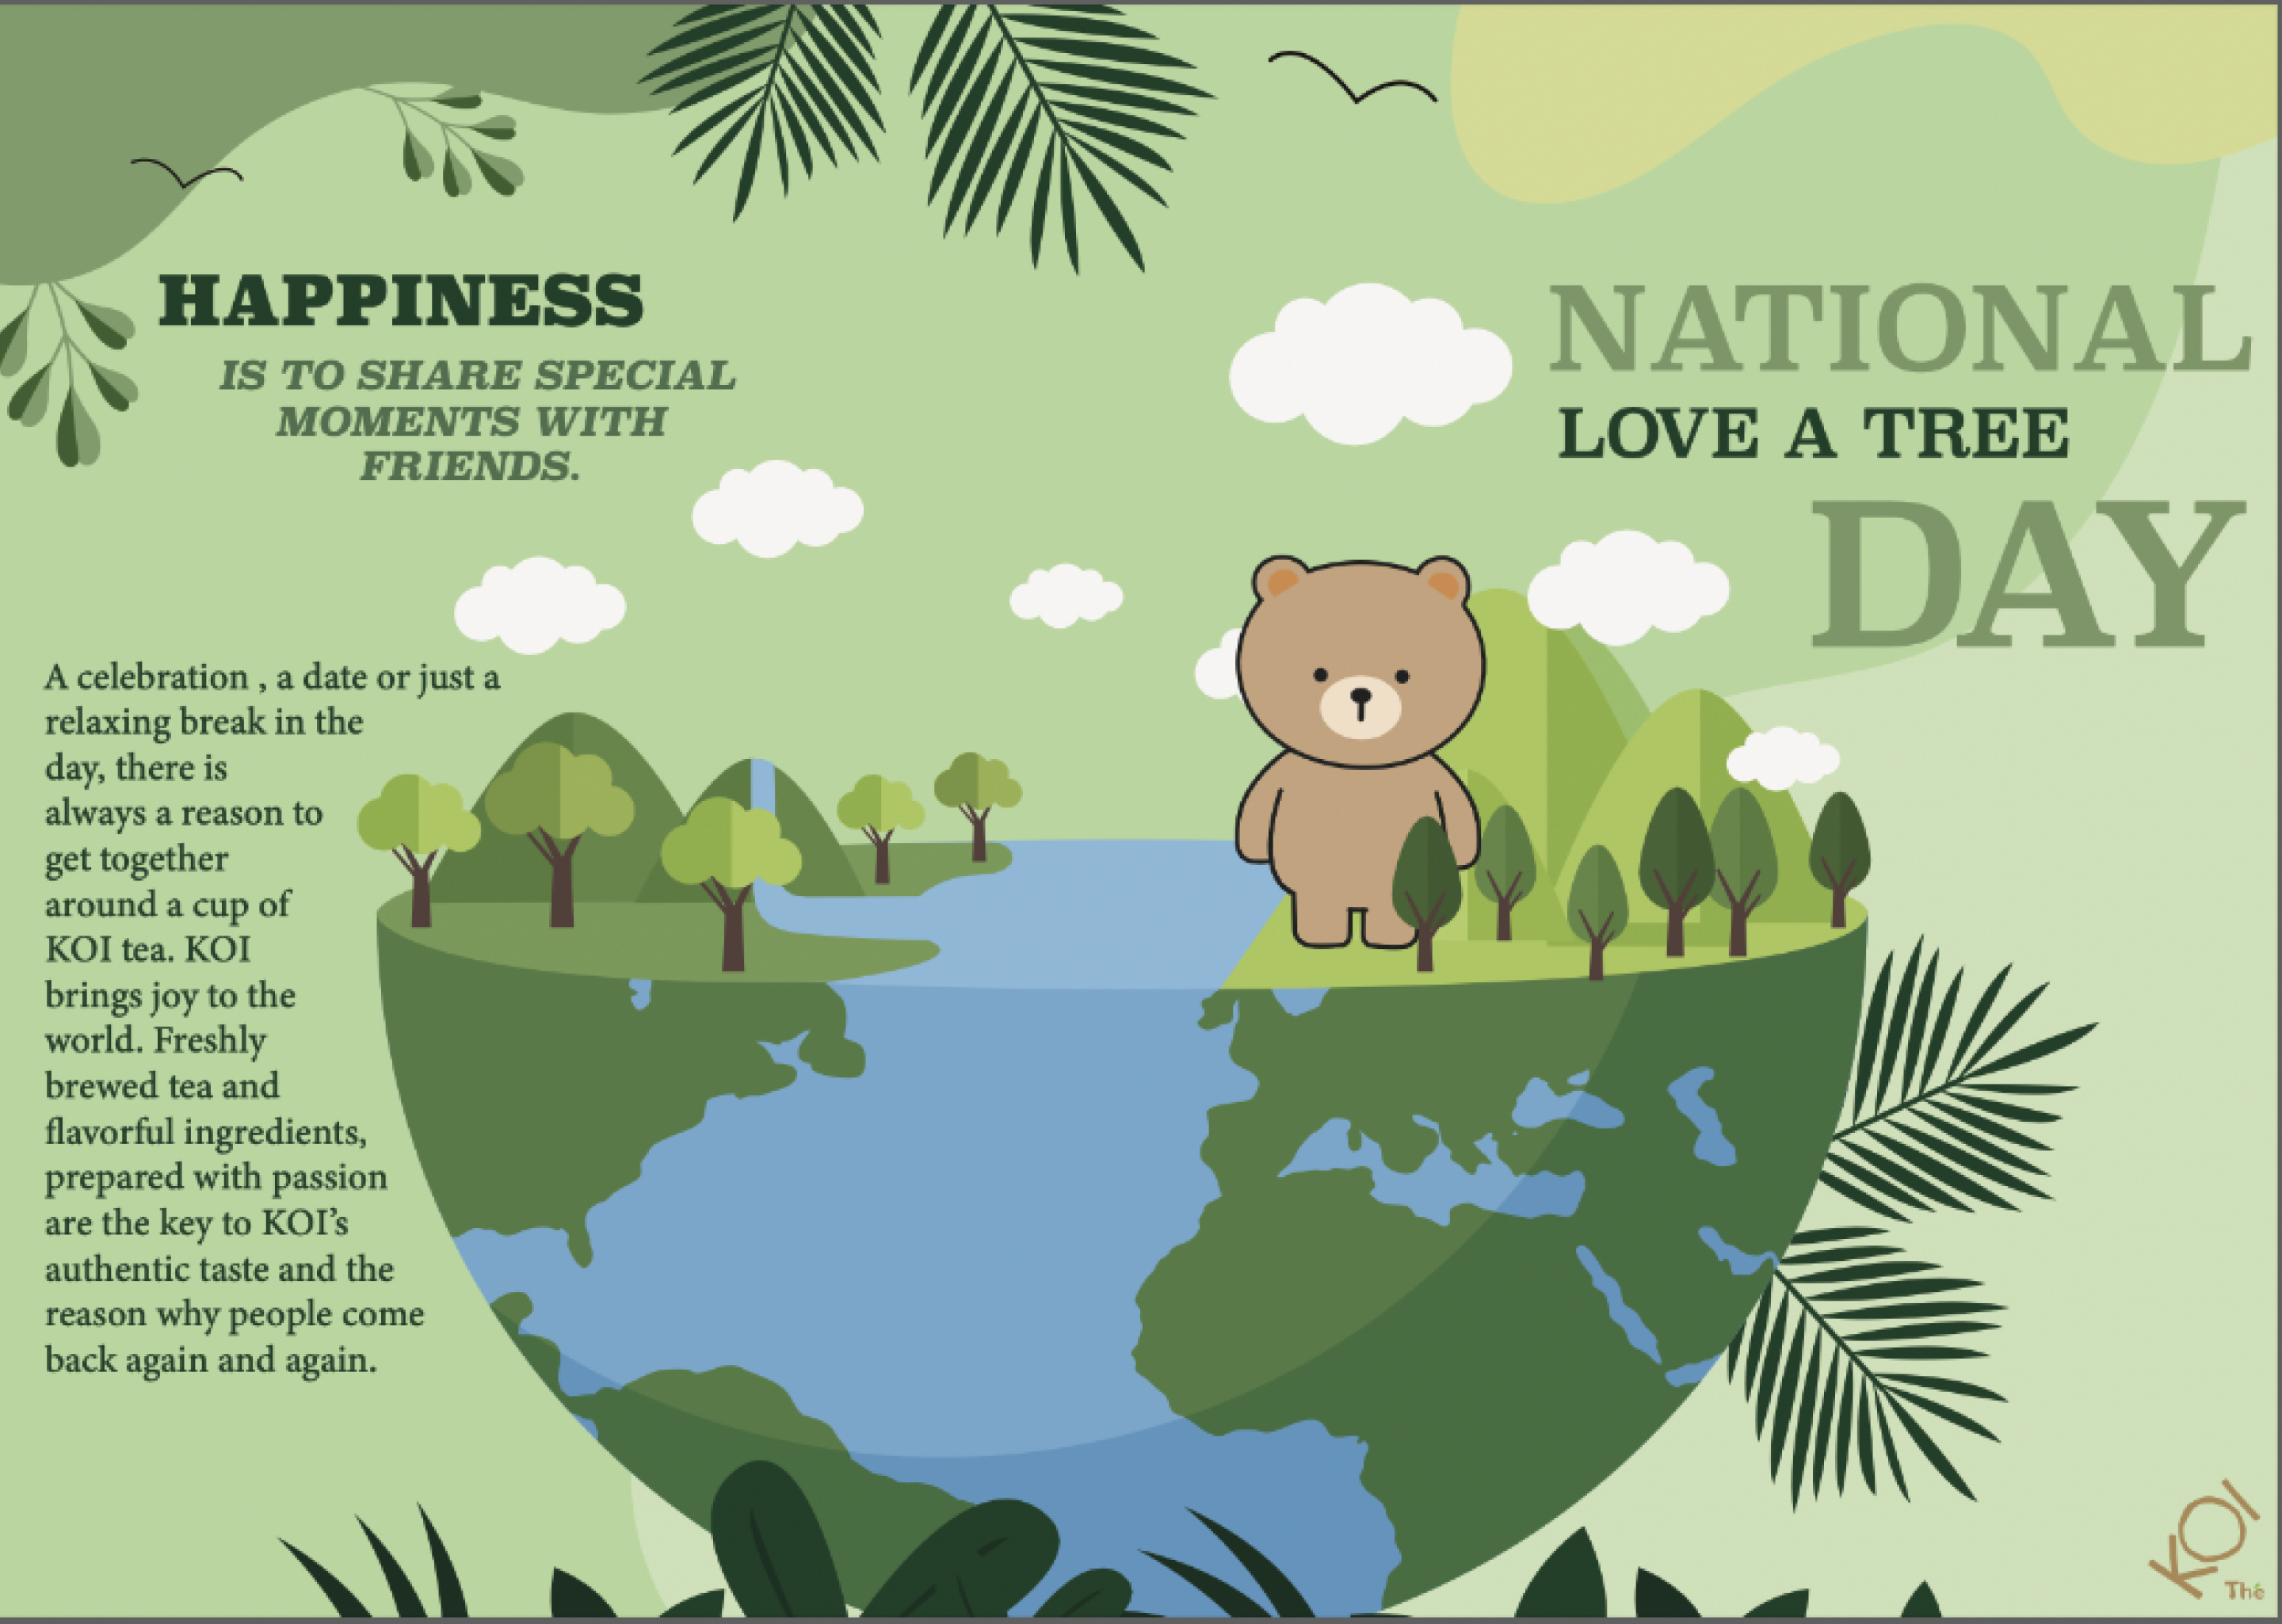 HAPPINESS
IS TO SHARE SPECIAL
MOMENTS WITH
FRIENDS.
NATIONAL
LOVE A TREE
DAY
A celebration , a date or just a
relaxing break in the
day, there is
always a reason to
get together
around a cup of
KOI tea. KOI
brings joy to the
world. Freshly
brewed tea and
flavorful ingredients,
prepared with passion
are the key to KOI’s
authentic taste and the
reason why people come
back again and again.
KOI
Thé